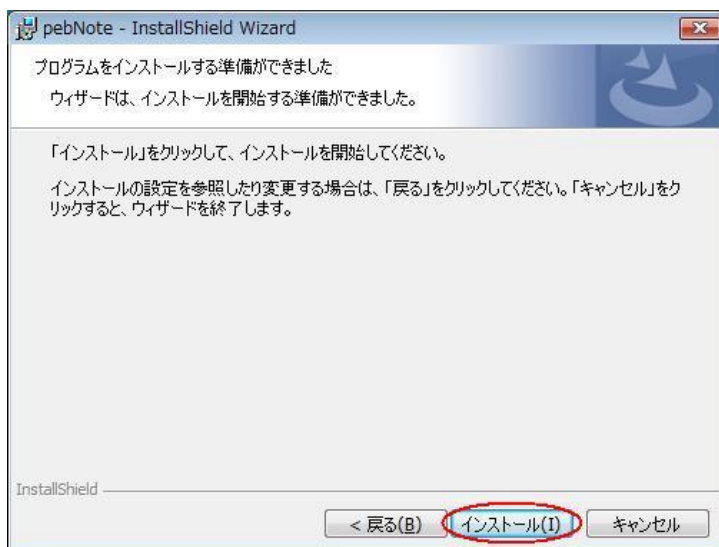 pebNote - InstallShield Wizard
プログラムをインストールする準備ができました
ウィザードは、インストールを開始する準備ができました。
「インストール」をクリックして、インストールを開始してください。
インストールの設定を参照したり変更する場合は、「戻る」をクリックしてください。「キャンセル」をク
リックすると、ウィザードを終了します。
InstallShield
< 戻る(B) インストール(I) キャンセル